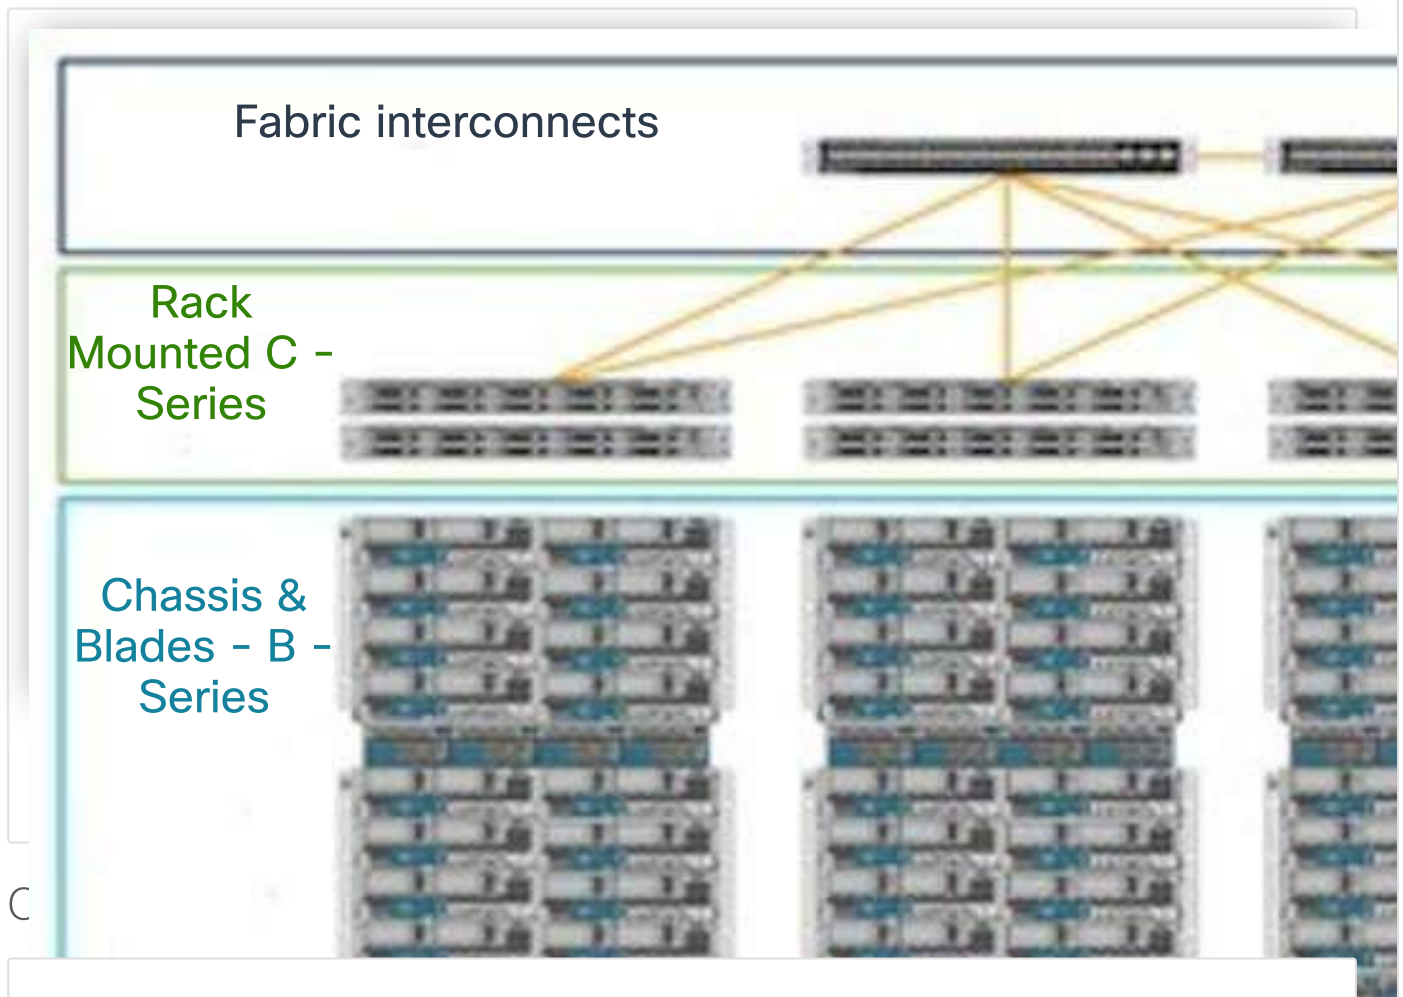 Fabric interconnects
Rack
Mounted C -
Series
Chassis &
Blades - B -
Series